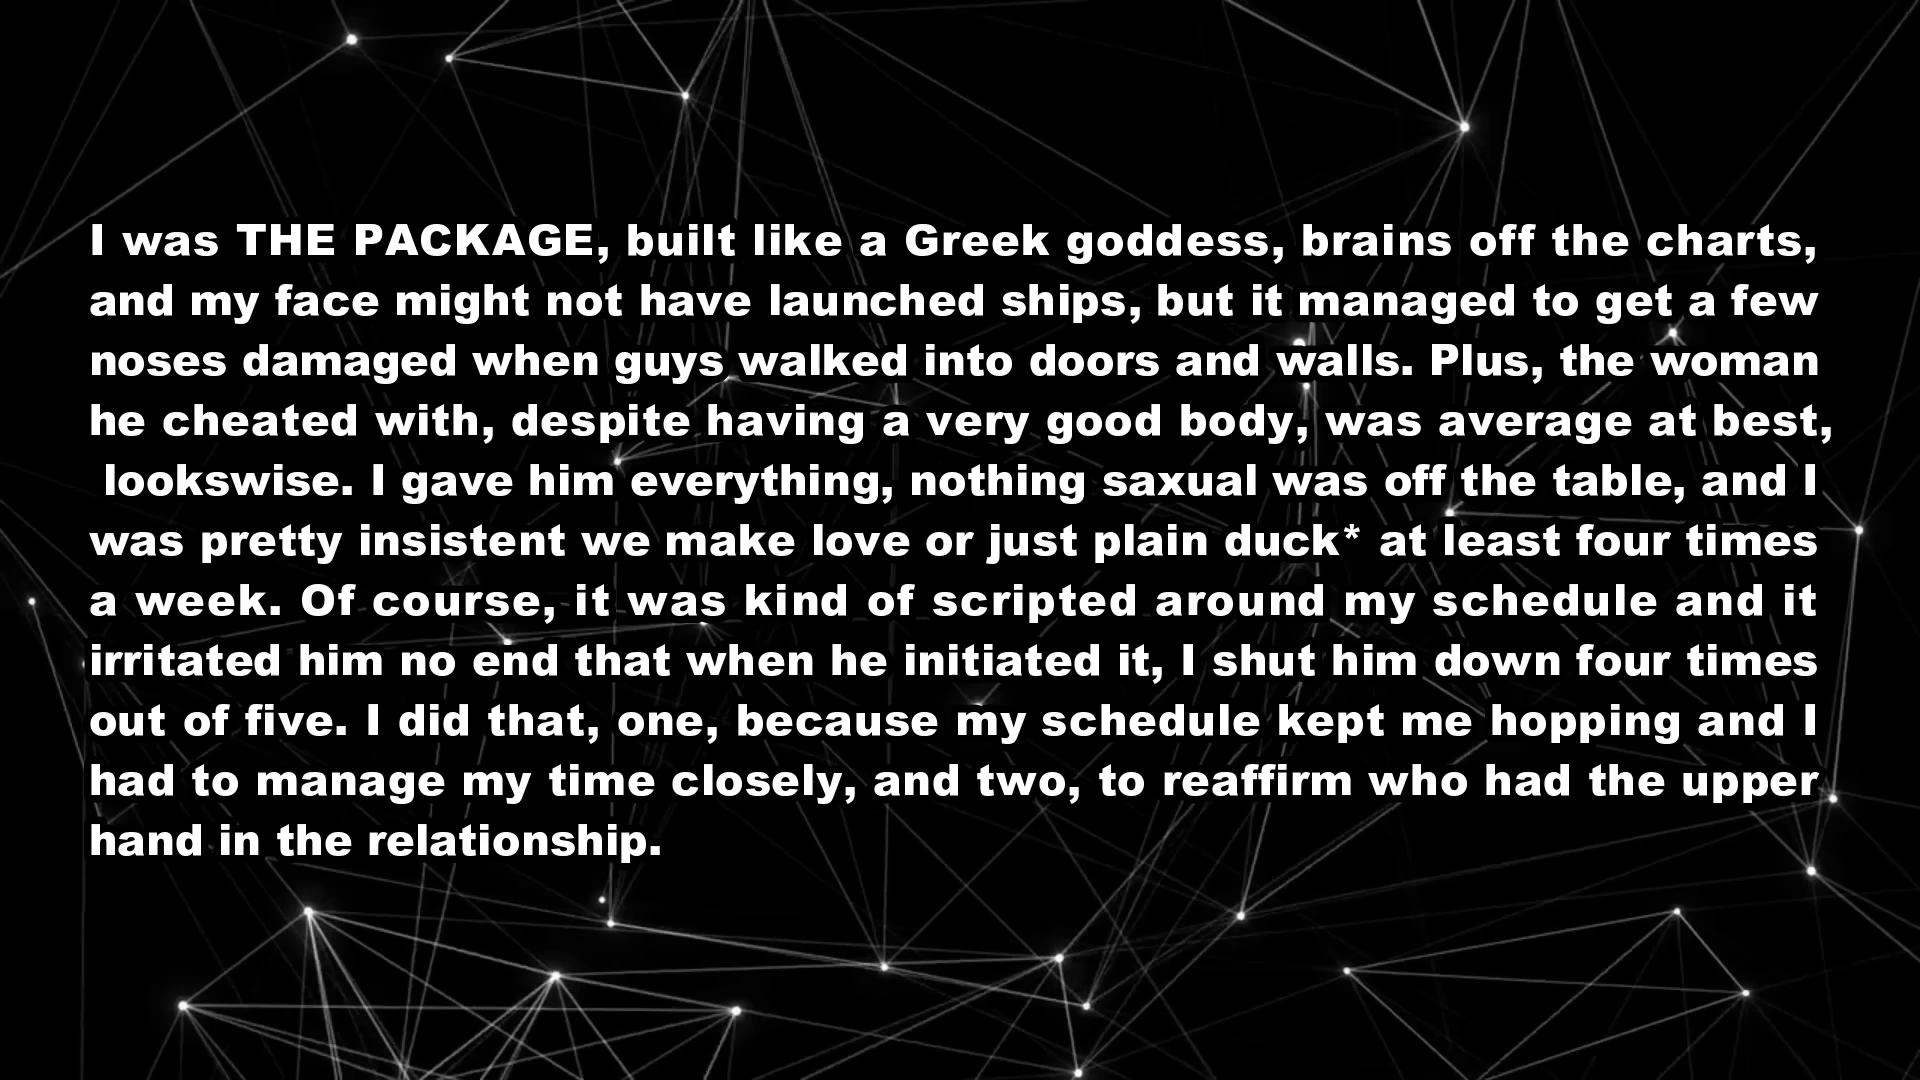 I was THE PACKAGE, built like a Greek goddess, brains off the charts,
and my face might not have launched ships, but it managed to get a few
noses damaged when guys walked into doors and walls. Plus, the woman
he cheated with, despite having a very good body, was average at best,
lookswise. I gave him everything, nothing saxual was off the table, and I
was pretty insistent we make love or just plain duck* at least four times
a week. Of course, it was kind of scripted around my schedule and it
irritated him no end that when he initiated it, I shut him down four times
out of five. I did that, one, because my schedule kept me hopping and I
had to manage my time closely, and two, to reaffirm who had the upper
hand in the relationship.